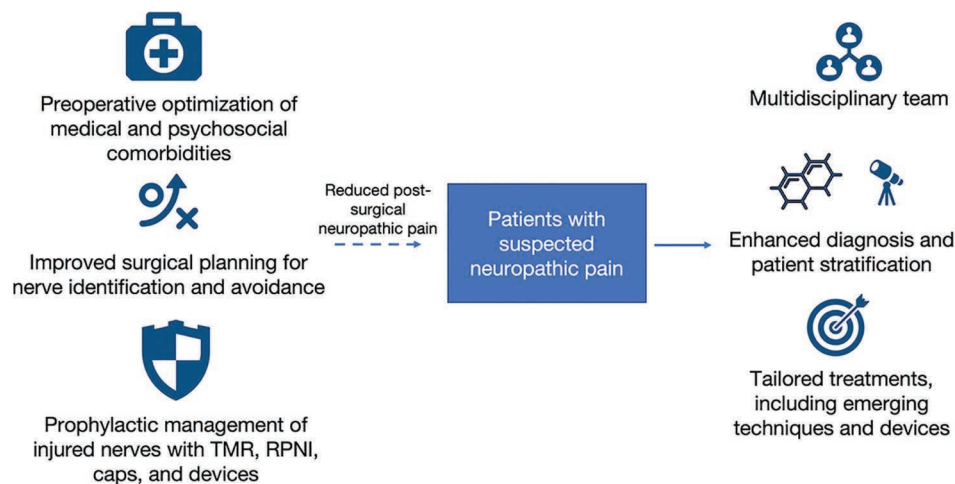 Preoperative optimization of
medical and psychosocial
comorbidities
Improved surgical planning for
nerve identification and avoidance
Prophylactic management of
injured nerves with TMR, RPNI,
caps, and devices
Reduced post-
surgical
neuropathic pain
Patients with
suspected
neuropathic pain
Multidisciplinary team
Enhanced diagnosis and
patient stratification
Tailored treatments,
including emerging
techniques and devices